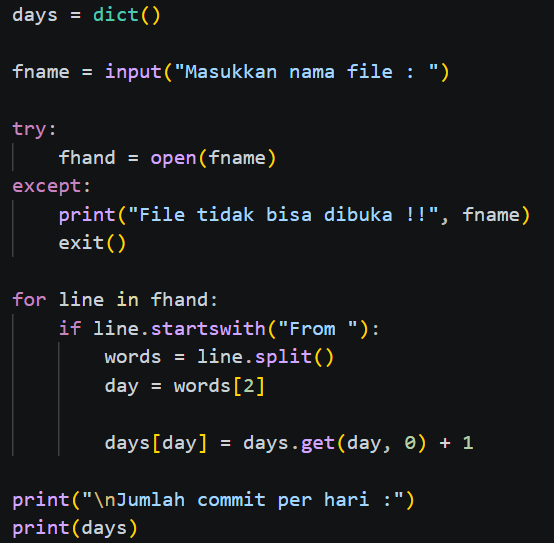 days = dict()
fname = input("Masukkan nama file : ")
try:
    fhand = open(fname)
except:
    print("File tidak bisa dibuka !!", fname)
    exit()
for line in fhand:
    if line.startswith("From "):
        words = line.split()
        day = words[2]
        days[day] = days.get(day, 0) + 1
print("\nJumlah commit per hari :")
print(days)